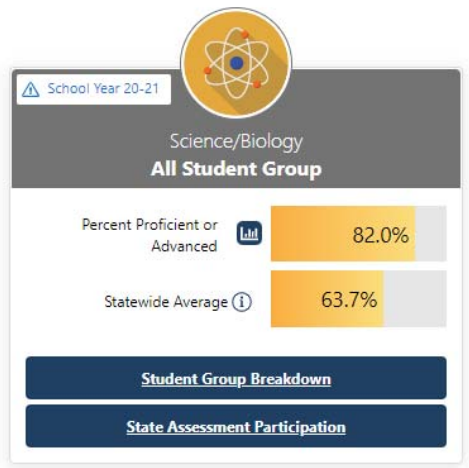 School Year 20-21
Science/Biology
All Student Group
Percent Proficient or
Advanced
82.0%
Statewide Average
63.7%
Student Group Breakdown
State Assessment Participation